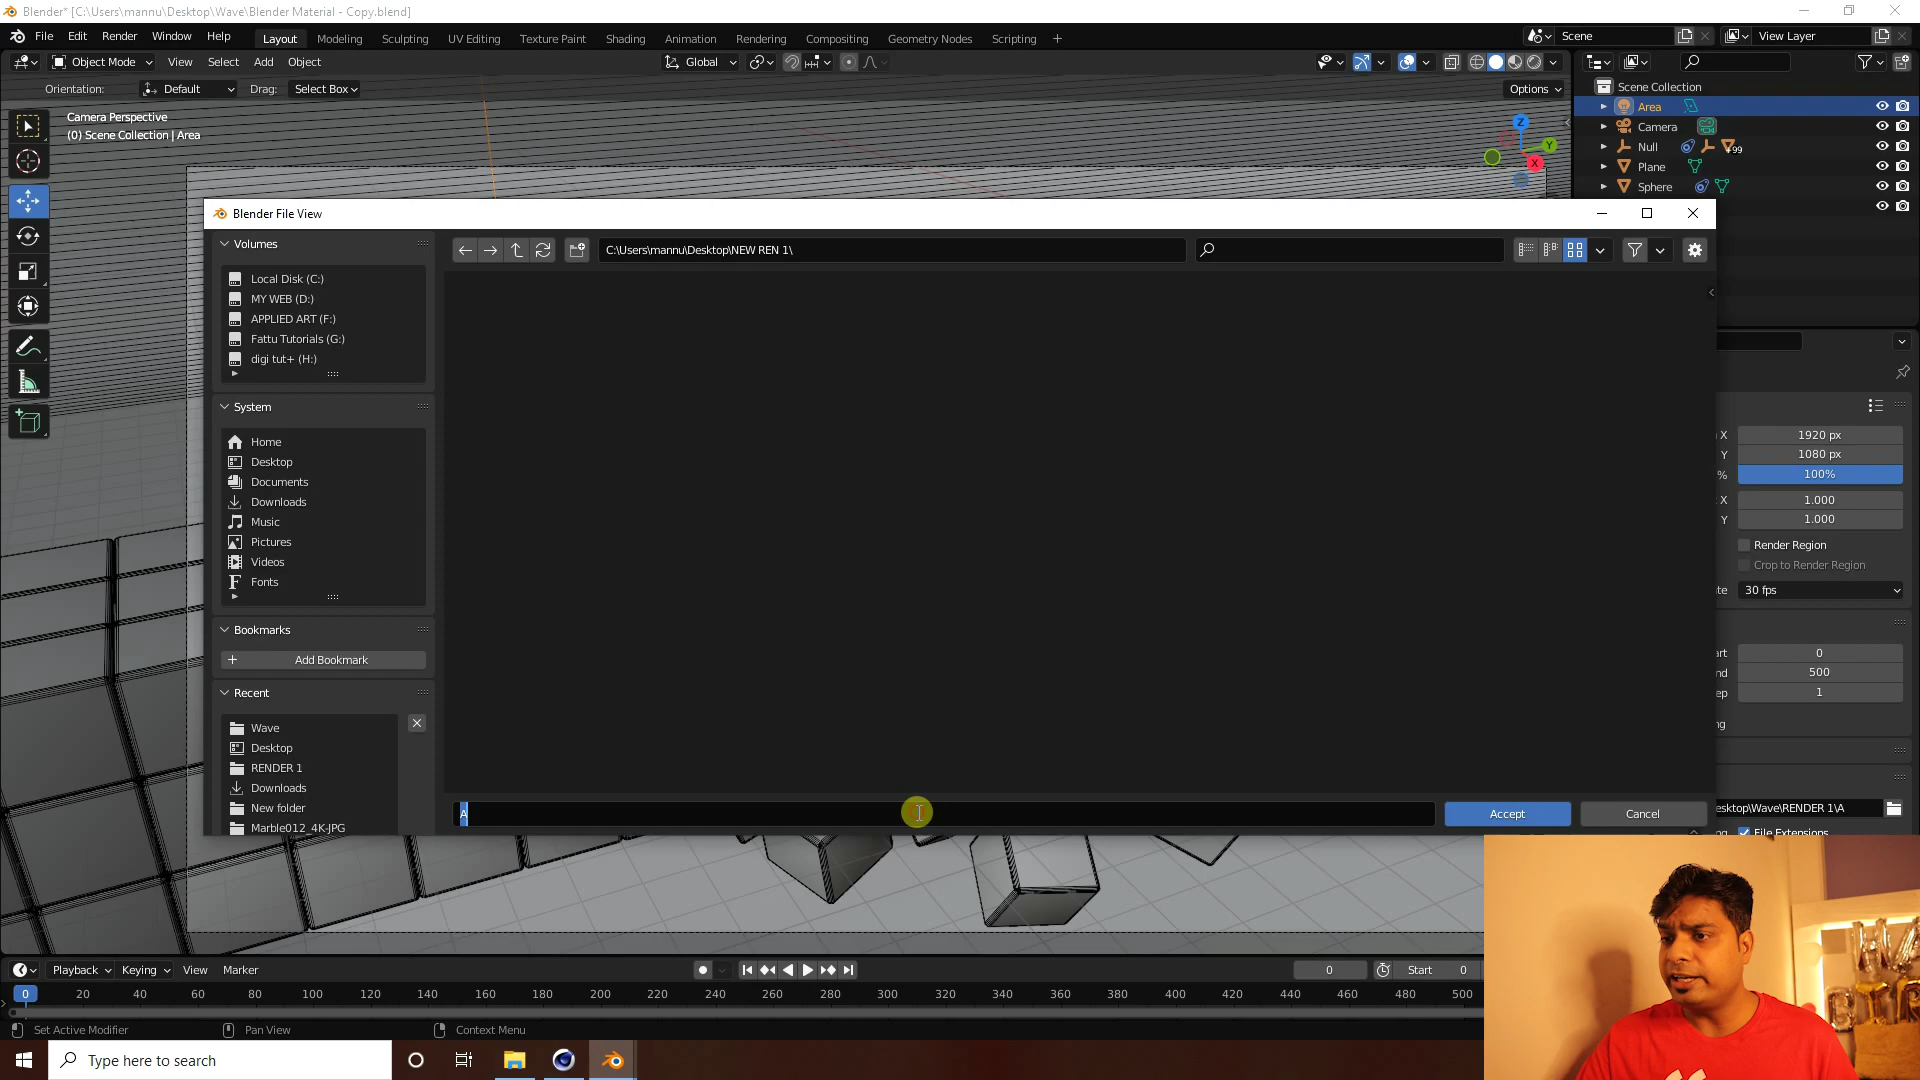 Blender* [C:\Users\mannu\Desktop\Wave\Blender Material - Copy.blend]
File Edit Render Window Help Layout Modeling Sculpting UV Editing Texture Paint Shading Animation Rendering Compositing Geometry Nodes Scripting + Scene View Layer
Object Mode View Select Add Object Global
Orientation: Default Drag: Select Box Options
Camera Perspective
(0) Scene Collection | Area
Z
Y
X
Scene Collection
Area
Camera
Null 99
Plane
Sphere
Blender File View
Volumes
Local Disk (C:)
MY WEB (D:)
APPLIED ART (F:)
Fattu Tutorials (G:)
digi tut+ (H:)
C:\Users\mannu\Desktop\NEW REN 1\
System
Home
Desktop
Documents
Downloads
Music
Pictures
Videos
Fonts
Bookmarks
Add Bookmark
Recent
Wave
Desktop
RENDER 1
Downloads
New folder
Marble012_4K-JPG
A
Accept Cancel
X 1920 px
Y 1080 px
% 100%
X 1.000
Y 1.000
Render Region
Crop to Render Region
te 30 fps
art 0
nd 500
ep 1
ng
esktop\Wave\RENDER 1\A
ng File Extensions
Playback Keying View Marker 0 Start 0
0 20 40 60 80 100 120 140 160 180 200 220 240 260 280 300 320 340 360 380 400 420 440 460 480 500
Set Active Modifier Pan View Context Menu
Type here to search